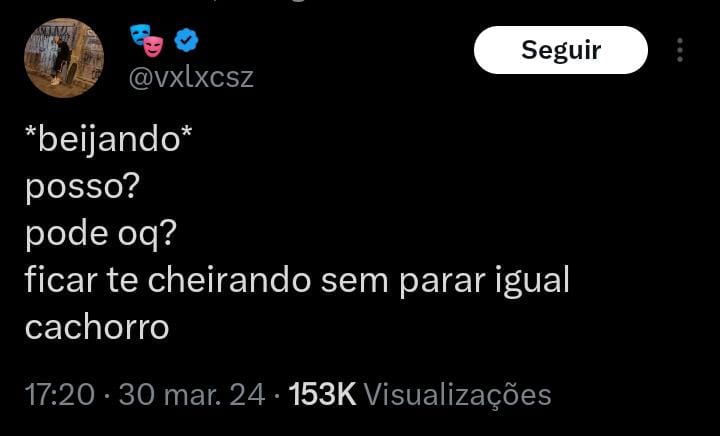 🎭
@vxlxcsz
Seguir
*beijando*
posso?
pode oq?
ficar te cheirando sem parar igual
cachorro
17:20 · 30 mar. 24 · 153K Visualizações